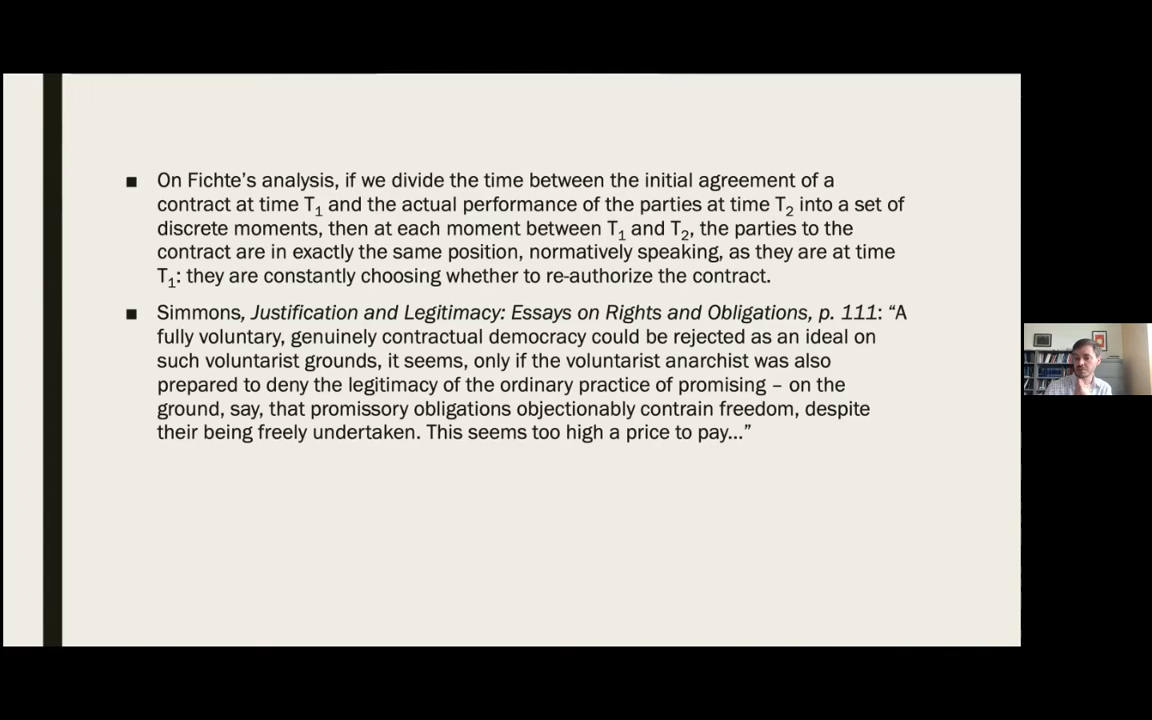 ■ On Fichte’s analysis, if we divide the time between the initial agreement of a
contract at time T₁ and the actual performance of the parties at time T₂ into a set of
discrete moments, then at each moment between T₁ and T₂, the parties to the
contract are in exactly the same position, normatively speaking, as they are at time
T₁: they are constantly choosing whether to re-authorize the contract.
■ Simmons, Justification and Legitimacy: Essays on Rights and Obligations, p. 111: “A
fully voluntary, genuinely contractual democracy could be rejected as an ideal on
such voluntarist grounds, it seems, only if the voluntarist anarchist was also
prepared to deny the legitimacy of the ordinary practice of promising – on the
ground, say, that promissory obligations objectionably contrain freedom, despite
their being freely undertaken. This seems too high a price to pay…”